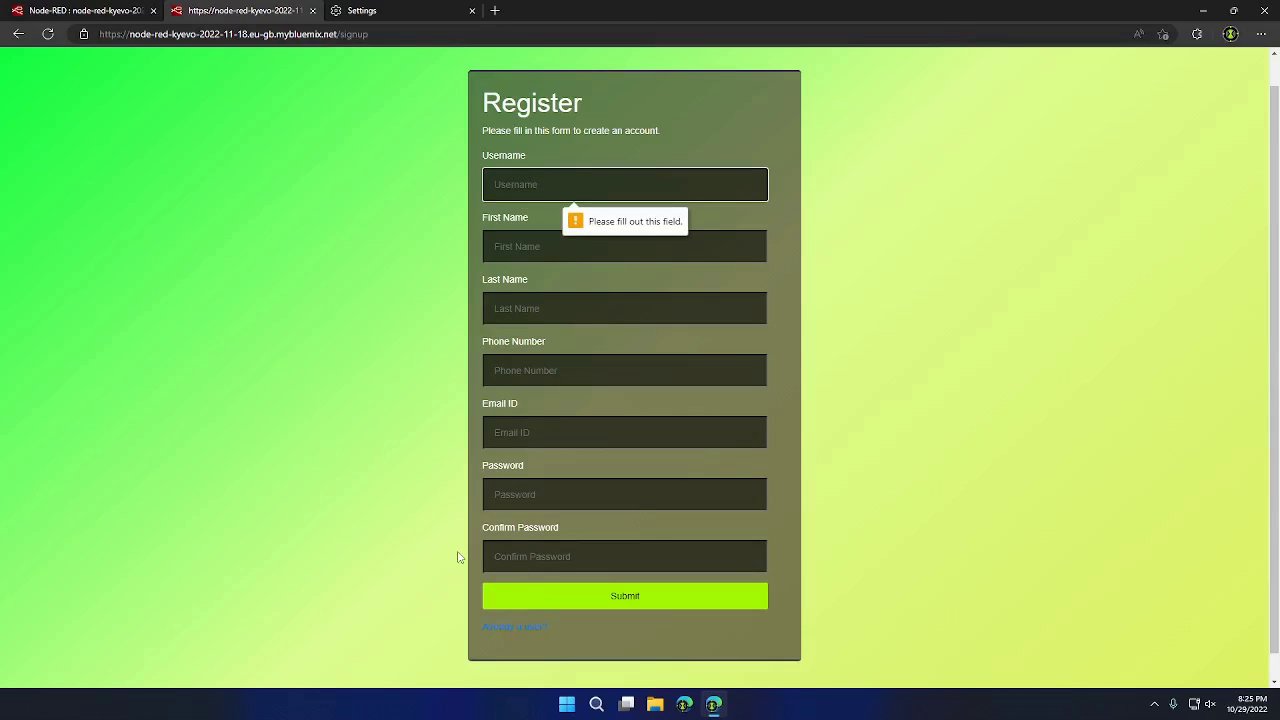 Node-RED : node-red-kyevo-202
https://node-red-kyevo-2022-11
Settings
https://node-red-kyevo-2022-11-18.eu-gb.mybluemix.net/signup
Register
Please fill in this form to create an account.
Username
Username
Please fill out this field.
First Name
First Name
Last Name
Last Name
Phone Number
Phone Number
Email ID
Email ID
Password
Password
Confirm Password
Confirm Password
Submit
8:25 PM
10/29/2022